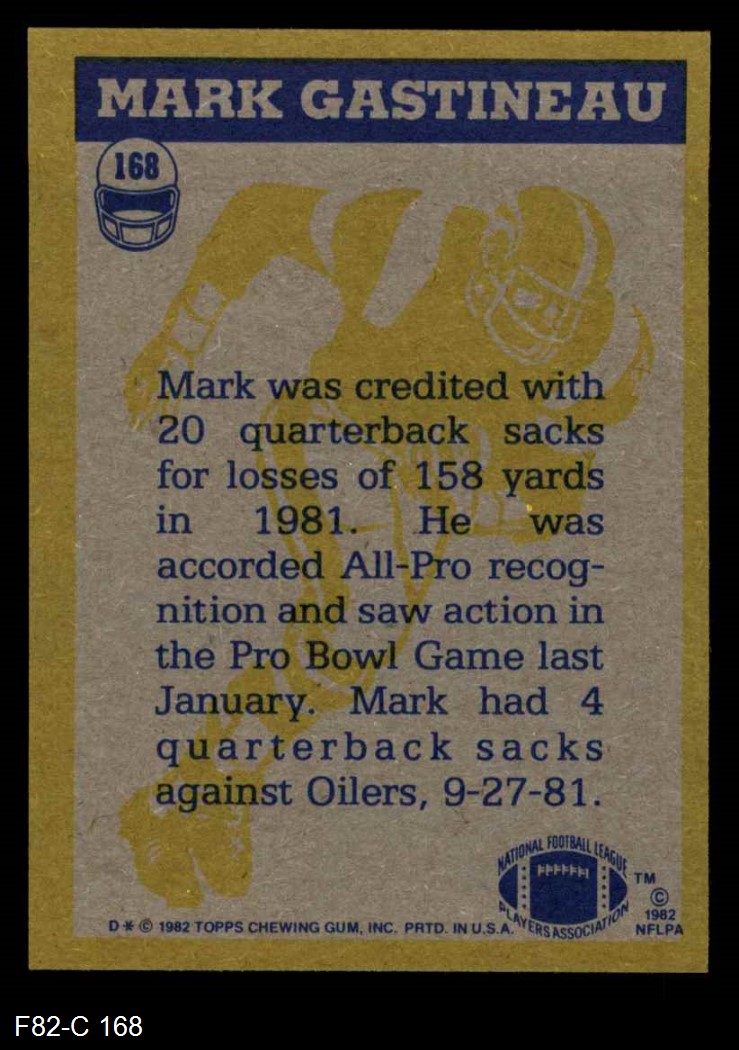 MARK GASTINEAU
168
Mark was credited with
20 quarterback sacks
for losses of 158 yards
in 1981. He was
accorded All-Pro recog-
nition and saw action in
the Pro Bowl Game last
January. Mark had 4
quarterback sacks
against Oilers, 9-27-81.
NATIONAL FOOTBALL LEAGUE
PLAYERS ASSOCIATION
TM
©
1982
NFLPA
D * © 1982 TOPPS CHEWING GUM, INC. PRTD. IN U.S.A.
F82-C 168